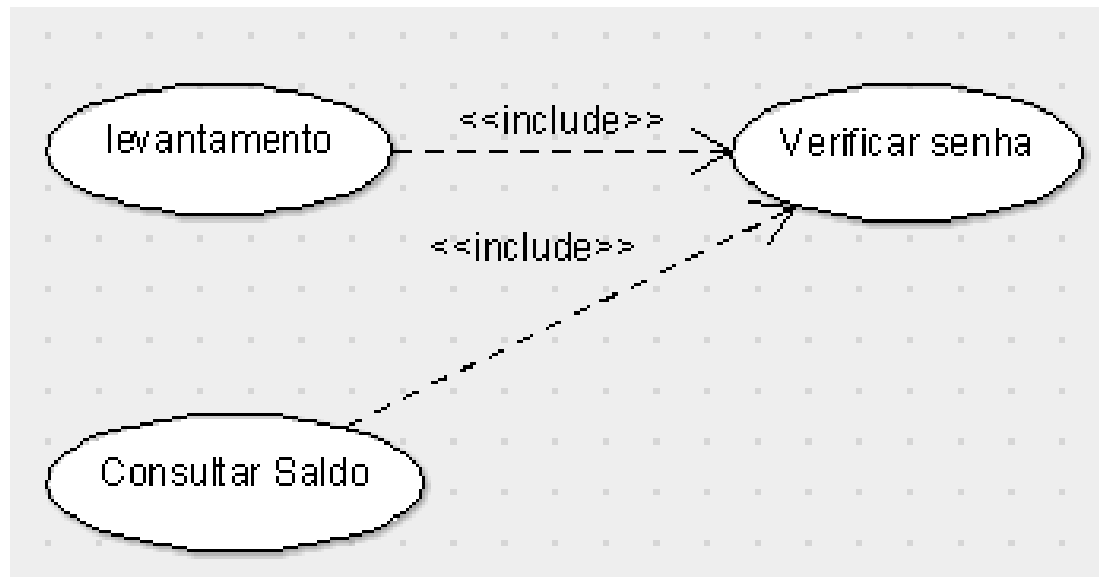 levantamento
<<include>>
Verificar senha
<<include>>
Consultar Saldo